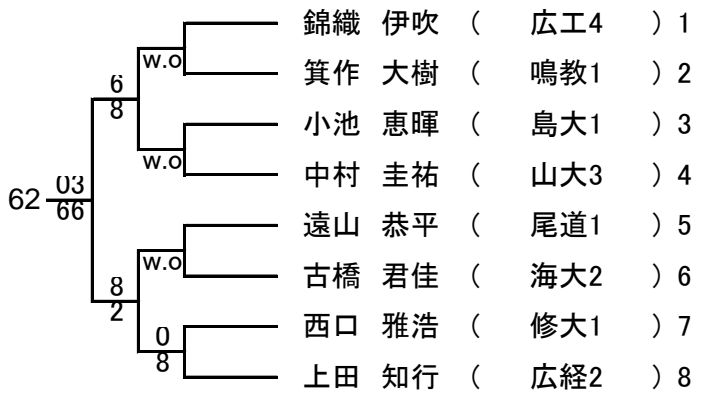 錦織 伊吹 ( 広工4 ) 1
w.o
箕作 大樹 ( 鳴教1 ) 2
6
8
小池 恵暉 ( 島大1 ) 3
w.o
中村 圭祐 ( 山大3 ) 4
62
03
66
遠山 恭平 ( 尾道1 ) 5
w.o
古橋 君佳 ( 海大2 ) 6
8
2
西口 雅浩 ( 修大1 ) 7
0
8
上田 知行 ( 広経2 ) 8